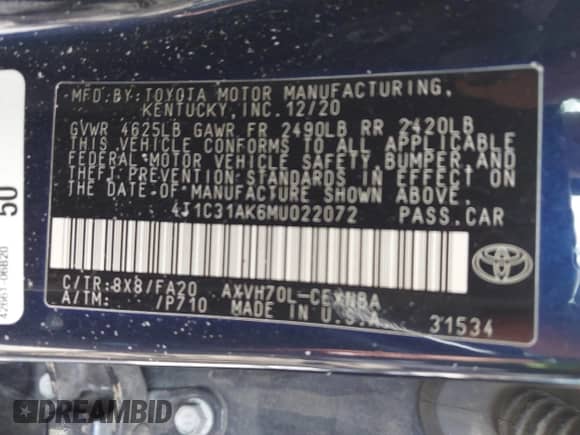 MFD.BY:TOYOTA MOTOR MANUFACTURING,
KENTUCKY,INC.12/20
GVWR 4625LB GAWR FR 2490LB RR 2420LB
THIS VEHICLE CONFORMS TO ALL APPLICABLE
FEDERAL MOTOR VEHICLE SAFETY,BUMPER,AND
THEFT PREVENTION STANDARDS IN EFFECT ON
THE DATE OF MANUFACTURE SHOWN ABOVE.
4T1C31AK6MU022072 PASS.CAR
C/TR:8X8/FA20 AXVH70L-CEXNBA
A/TM: /P710 MADE IN U.S.A. 31534
50
42661-06B20
DREAMBID